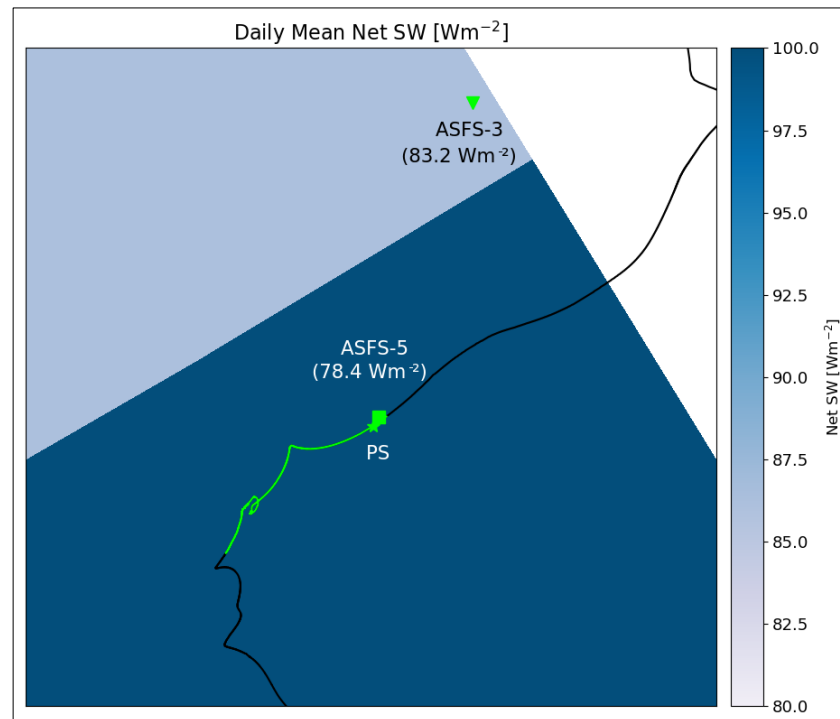 Daily Mean Net SW [Wm⁻²]
ASFS-3
(83.2 Wm⁻²)
ASFS-5
(78.4 Wm⁻²)
PS
100.0
97.5
95.0
92.5
90.0
87.5
85.0
82.5
80.0
Net SW [Wm⁻²]